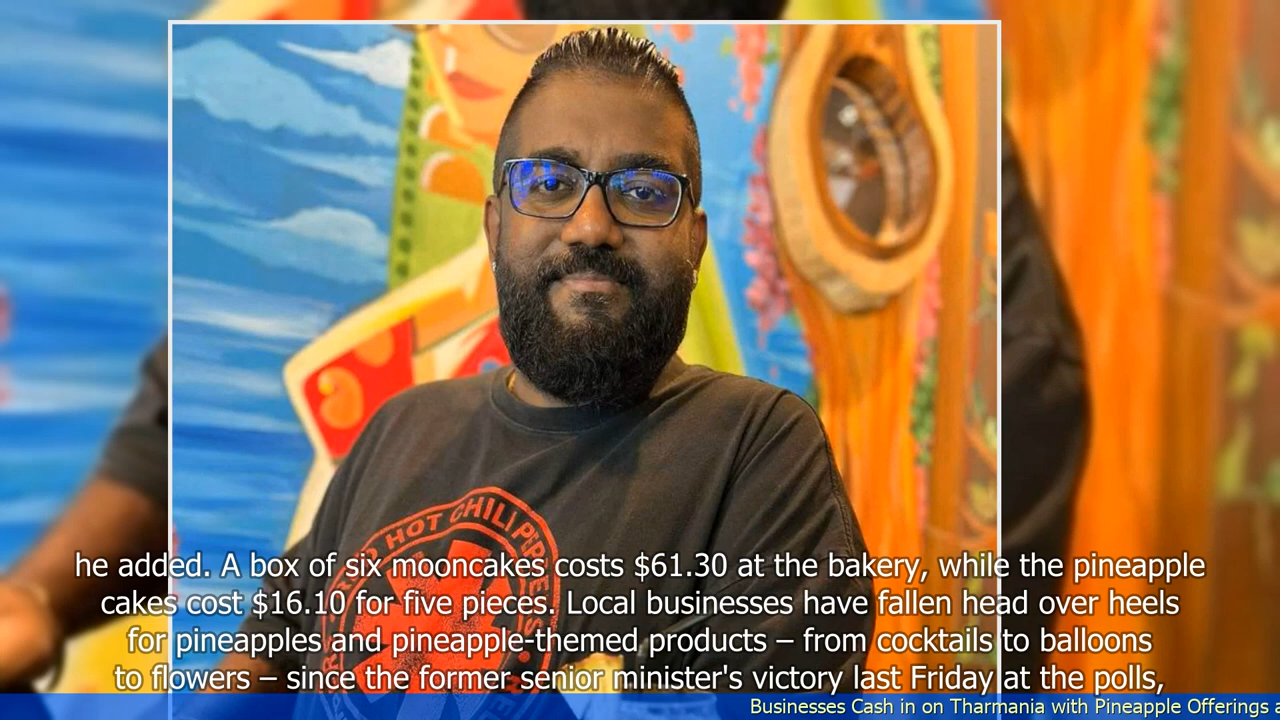 D HOT CHILI PEPPERS
he added. A box of six mooncakes costs $61.30 at the bakery, while the pineapple
cakes cost $16.10 for five pieces. Local businesses have fallen head over heels
for pineapples and pineapple-themed products – from cocktails to balloons
to flowers – since the former senior minister's victory last Friday at the polls,
Businesses Cash in on Tharmania with Pineapple Offerings